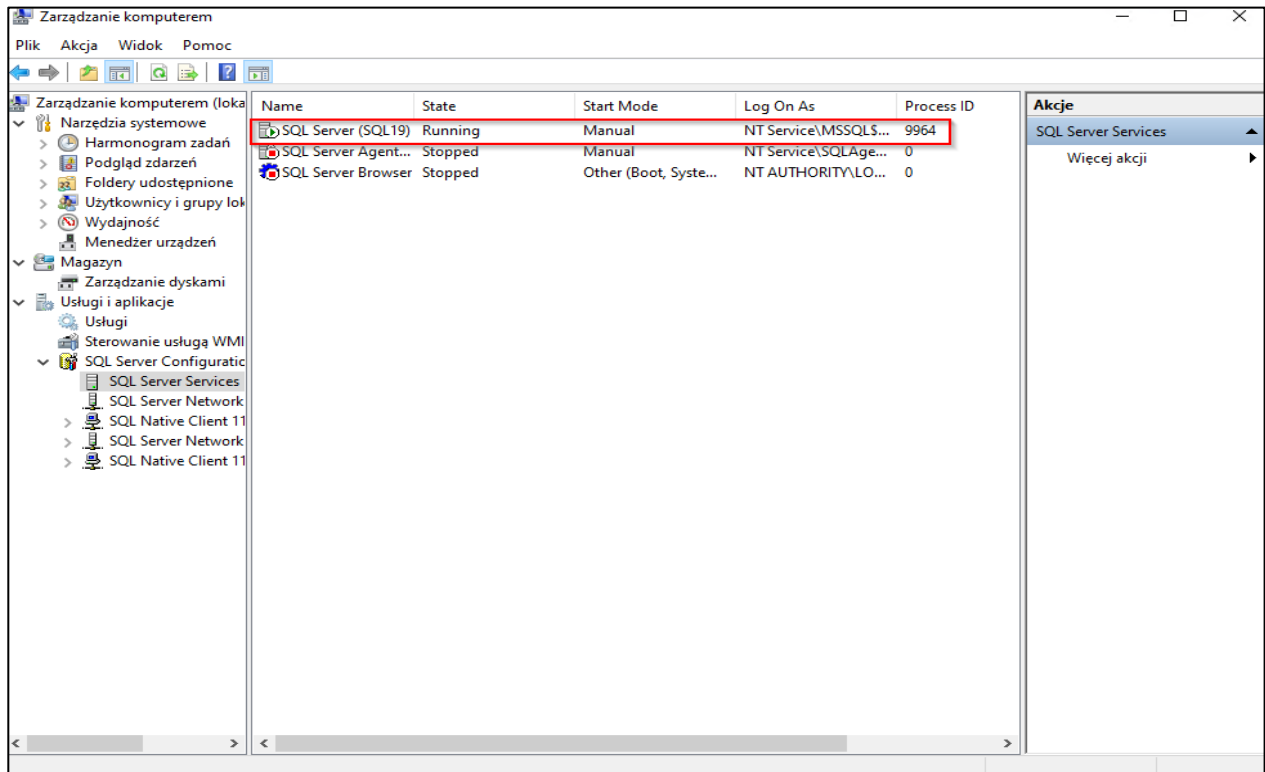 Zarządzanie komputerem
Plik Akcja Widok Pomoc
Zarządzanie komputerem (loka
Narzędzia systemowe
Harmonogram zadań
Podgląd zdarzeń
Foldery udostępnione
Użytkownicy i grupy lok
Wydajność
Menedżer urządzeń
Magazyn
Zarządzanie dyskami
Usługi i aplikacje
Usługi
Sterowanie usługą WMI
SQL Server Configuratic
SQL Server Services
SQL Server Network
SQL Native Client 11
SQL Server Network
SQL Native Client 11
Name State Start Mode Log On As Process ID
SQL Server (SQL19) Running Manual NT Service\MSSQL$... 9964
SQL Server Agent... Stopped Manual NT Service\SQLAge... 0
SQL Server Browser Stopped Other (Boot, Syste... NT AUTHORITY\LO... 0
Akcje
SQL Server Services
Więcej akcji